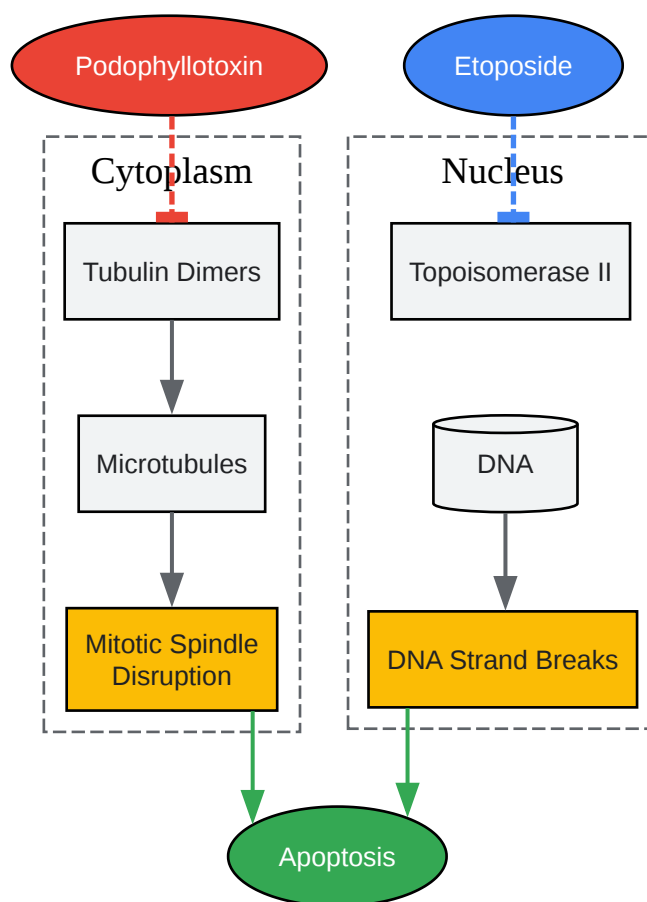 Podophyllotoxin
Etoposide
Cytoplasm
Nucleus
Tubulin Dimers
Topoisomerase II
Microtubules
DNA
Mitotic Spindle
Disruption
DNA Strand Breaks
Apoptosis